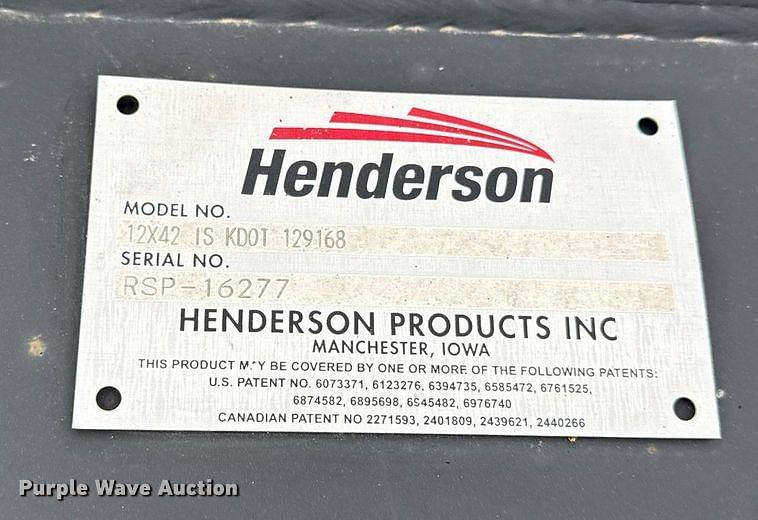 Henderson
MODEL NO.
12X42 IS KDOT 129168
SERIAL NO.
RSP-16277
HENDERSON PRODUCTS INC
MANCHESTER, IOWA
THIS PRODUCT MAY BE COVERED BY ONE OR MORE OF THE FOLLOWING PATENTS:
U.S. PATENT NO. 6073371, 6123276, 6394735, 6585472, 6761525,
6874582, 6895698, 6945482, 6976740
CANADIAN PATENT NO 2271593, 2401809, 2439621, 2440266
Purple Wave Auction